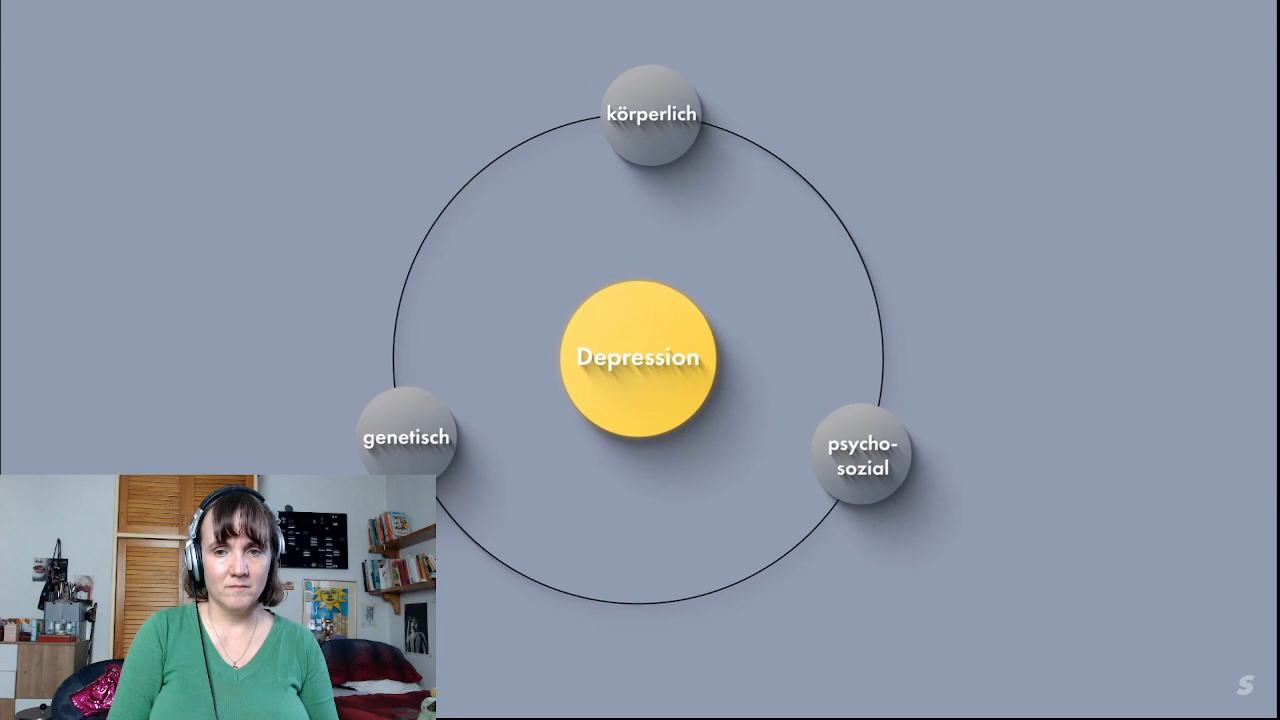 körperlich
Depression
genetisch
psycho-
sozial
S